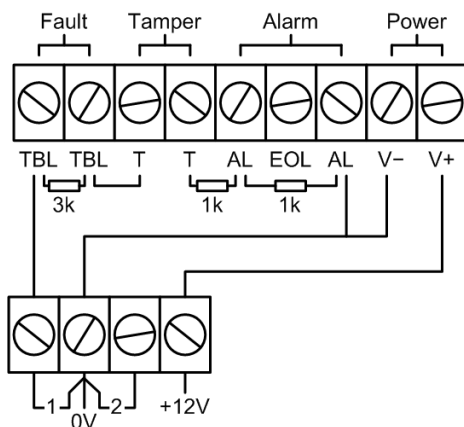 Fault Tamper Alarm Power
TBL TBL T T AL EOL AL V− V+
3k 1k 1k
1 2 +12V
0V